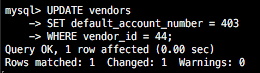 mysql> UPDATE vendors
    -> SET default_account_number = 403
    -> WHERE vendor_id = 44;
Query OK, 1 row affected (0.00 sec)
Rows matched: 1  Changed: 1  Warnings: 0